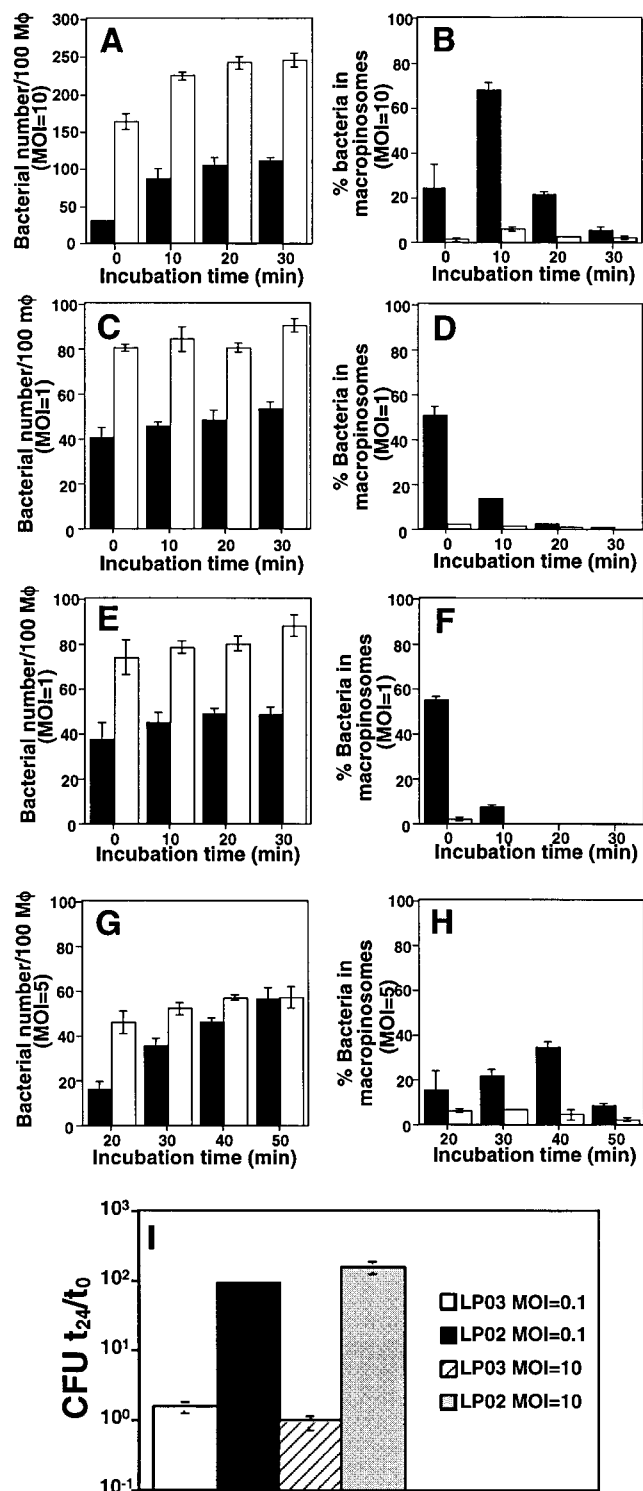 A
Bacterial number/100 Mϕ
(MOI=10)
300
250
200
150
100
50
0
0 10 20 30
Incubation time (min)
B
% bacteria in
macropinosomes
(MOI=10)
100
80
60
40
20
0
0 10 20 30
Incubation time (min)
C
Bacterial number/100 mϕ
(MOI=1)
100
80
60
40
20
0
0 10 20 30
Incubation time (min)
D
% Bacteria in
macropinosomes
(MOI=1)
100
80
60
40
20
0
0 10 20 30
Incubation time (min)
E
Bacterial number/100 Mϕ
(MOI=1)
100
80
60
40
20
0
0 10 20 30
Incubation time (min)
F
% Bacteria in
macropinosomes
(MOI=1)
100
80
60
40
20
0
0 10 20 30
Incubation time (min)
G
Bacterial number/100 Mϕ
(MOI=5)
100
80
60
40
20
0
20 30 40 50
Incubation time (min)
H
% Bacteria in
macropinosomes
(MOI=5)
100
80
60
40
20
0
20 30 40 50
Incubation time (min)
I
CFU t24/t0
10³
10²
10¹
10⁰
10⁻¹
LP03 MOI=0.1
LP02 MOI=0.1
LP03 MOI=10
LP02 MOI=10